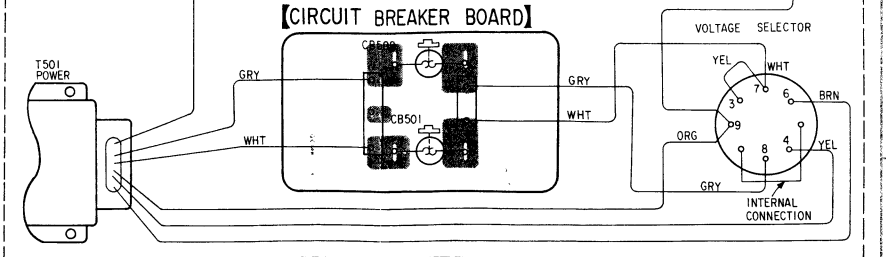 【CIRCUIT BREAKER BOARD】
VOLTAGE SELECTOR
T501
POWER
CB500
YEL
WHT
GRY
GRY
7
6
BRN
3
CB501
WHT
WHT
9
ORG
4
YEL
8
GRY
INTERNAL
CONNECTION